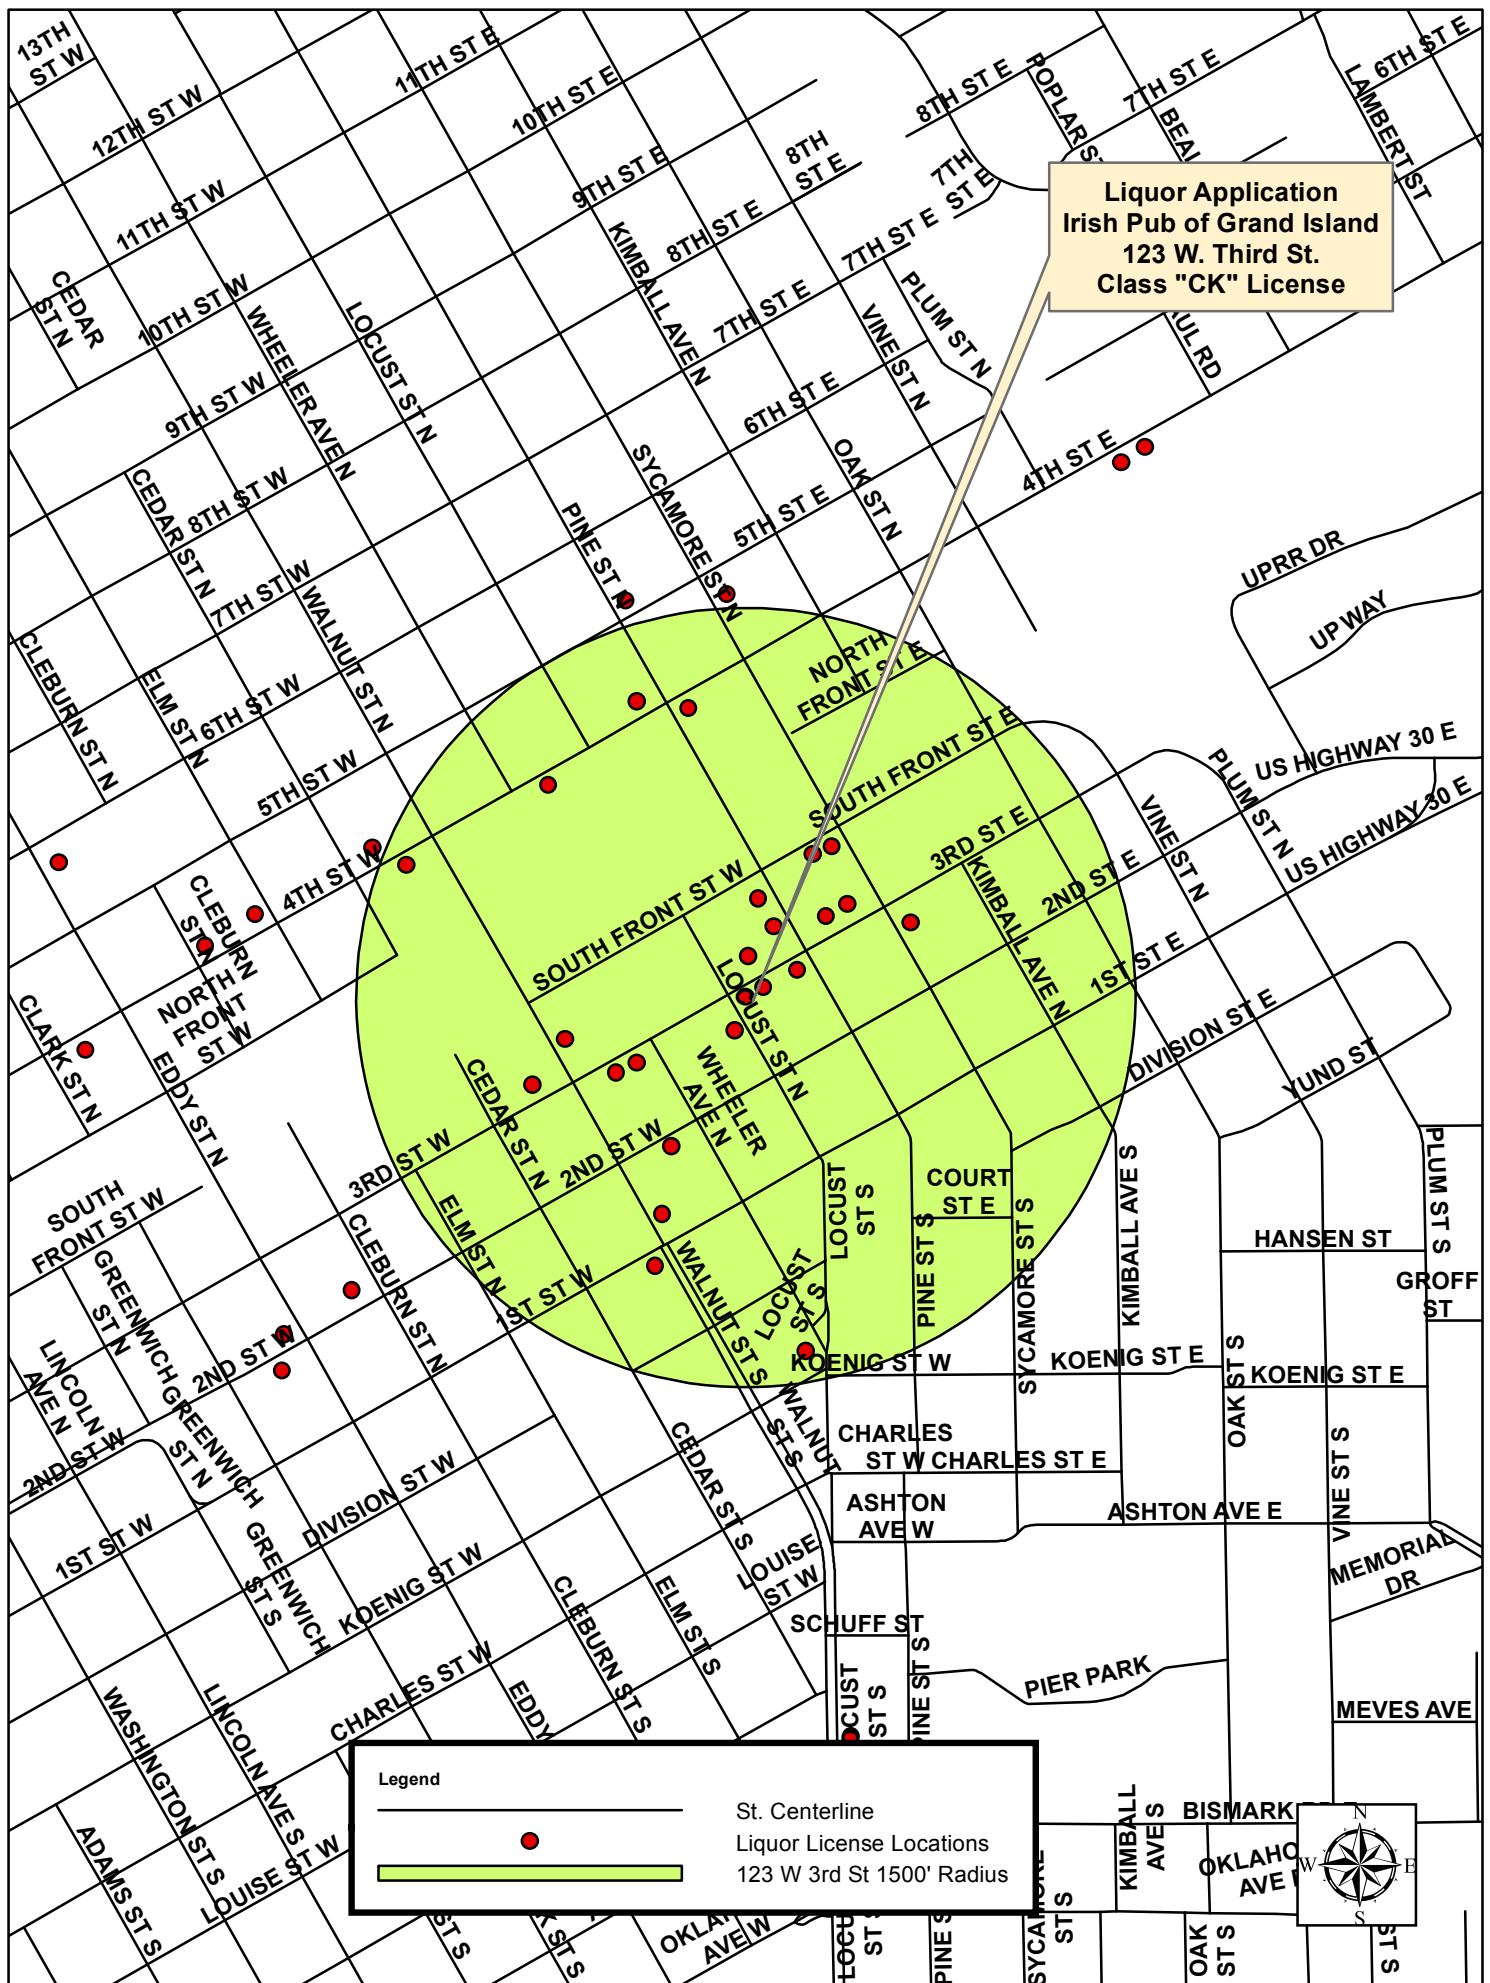 13TH
ST W
12TH ST W
11TH ST E
10TH ST E
11TH ST W
9TH ST E
8TH
ST E
8TH ST E
POPLAR ST
7TH ST E
6TH ST E
LAMBERT ST
7TH
ST E
Liquor Application
Irish Pub of Grand Island
123 W. Third St.
Class "CK" License
CEDAR
ST N
10TH ST W
WHEELER AVE N
LOCUST ST N
KIMBALL AVE N
8TH ST E
7TH ST E
7TH ST E
PLUM ST N
VINE ST N
9TH ST W
6TH ST E
CEDAR ST N
8TH ST W
SYCAMORE ST N
PINE ST N
5TH ST E
OAK ST N
4TH ST E
UPRR DR
UP WAY
7TH ST W
WALNUT ST N
CLEBURN ST N
ELM ST N
6TH ST W
5TH ST W
NORTH
FRONT ST E
SOUTH FRONT ST E
US HIGHWAY 30 E
PLUM ST N
US HIGHWAY 30 E
VINE ST N
3RD ST E
2ND ST E
KIMBALL AVE N
1ST ST E
4TH ST W
CLEBURN
ST N
SOUTH FRONT ST W
NORTH
FRONT
ST W
CLARK ST N
EDDY ST N
LOCUST ST N
DIVISION ST E
YUND ST
WHEELER
AVE N
CEDAR ST N
3RD ST W
2ND ST W
SOUTH
FRONT ST W
COURT
ST E
LOCUST
ST S
PINE ST S
SYCAMORE ST S
KIMBALL AVE S
PLUM ST S
HANSEN ST
GROFF
ST
ELM ST N
1ST ST W
CLEBURN ST N
GREENWICH
ST N
WALNUT ST S
LOCUST
ST S
LINCOLN
AVE N
2ND ST W
KOENIG ST W
KOENIG ST E
KOENIG ST E
OAK ST S
GREENWICH
ST N
2ND ST W
WALNUT
ST S
CHARLES
ST W
CHARLES ST E
CEDAR ST S
DIVISION ST W
VINE ST S
ASHTON
AVE W
ASHTON AVE E
1ST ST W
GREENWICH
ST S
KOENIG ST W
LOUISE
ST W
MEMORIAL
DR
CLEBURN ST S
ELM ST S
SCHUFF ST
PINE ST S
PIER PARK
CHARLES ST W
WASHINGTON ST S
LINCOLN AVE S
EDDY
ST S
MEVES AVE
Legend
St. Centerline
Liquor License Locations
123 W 3rd St 1500' Radius
ADAMS ST S
LOUISE ST W
KIMBALL
AVE S
BISMARK
N
W
E
S
ST S
ST S
AVE W
ST S
PINE S
ST S
OAK
ST S
ST S